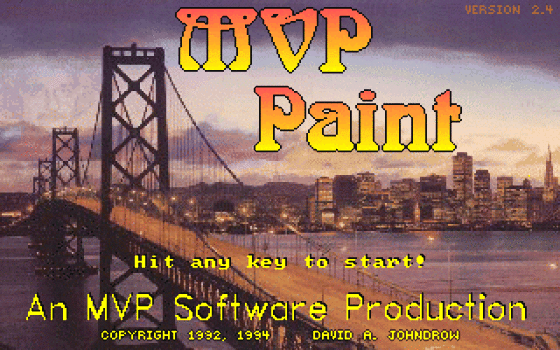 VERSION 2.4
MVP
Paint
Hit any key to start!
An MVP Software Production
COPYRIGHT 1992, 1994 DAVID A. JOHNDROW